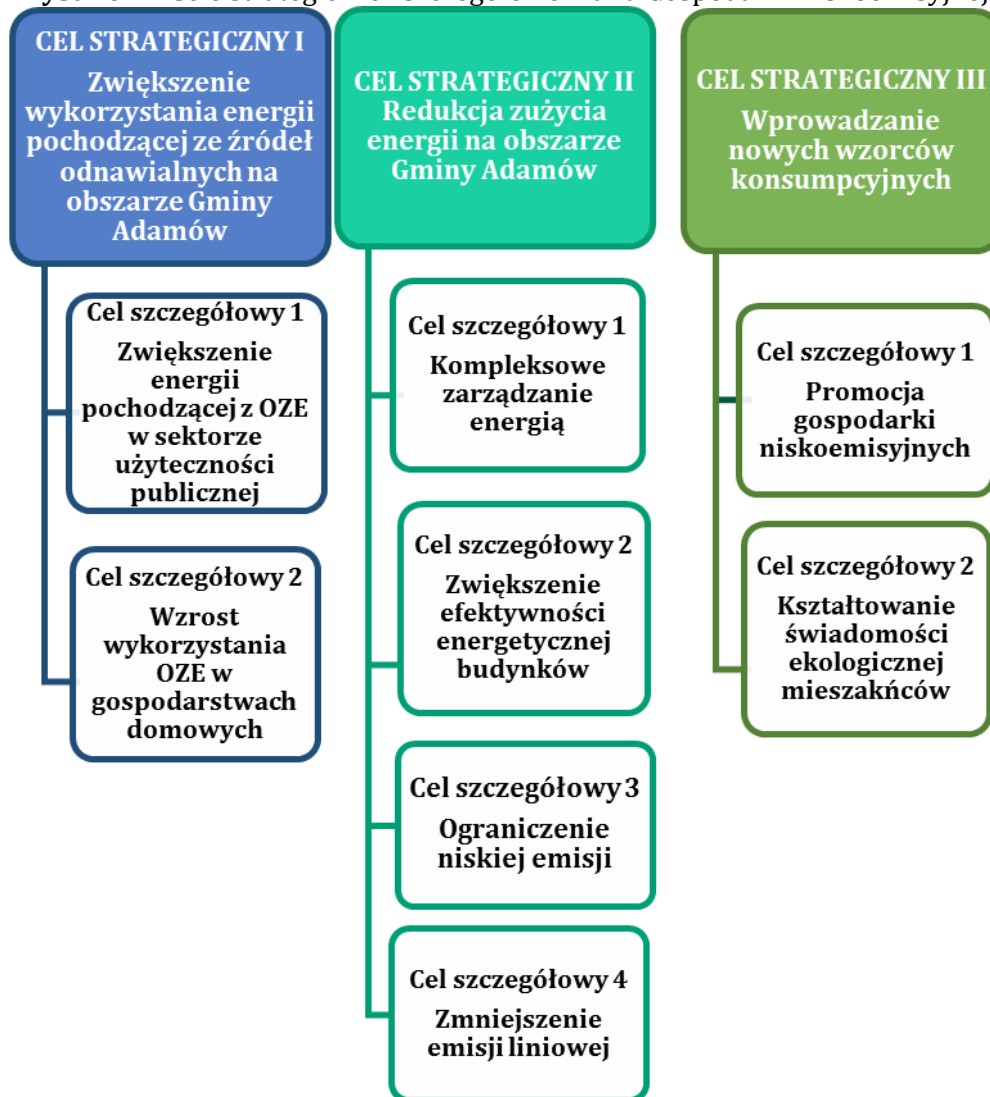 CEL STRATEGICZNY I
Zwiększenie
wykorzystania energii
pochodzącej ze źródeł
odnawialnych na
obszarze Gminy
Adamów
Cel szczegółowy 1
Zwiększenie
energii
pochodzącej z OZE
w sektorze
użyteczności
publicznej
Cel szczegółowy 2
Wzrost
wykorzystania
OZE w
gospodarstwach
domowych
CEL STRATEGICZNY II
Redukcja zużycia
energii na obszarze
Gminy Adamów
Cel szczegółowy 1
Kompleksowe
zarządzanie
energią
Cel szczegółowy 2
Zwiększenie
efektywności
energetycznej
budynków
Cel szczegółowy 3
Ograniczenie
niskiej emisji
Cel szczegółowy 4
Zmniejszenie
emisji liniowej
CEL STRATEGICZNY III
Wprowadzanie
nowych wzorców
konsumpcyjnych
Cel szczegółowy 1
Promocja
gospodarki
niskoemisyjnych
Cel szczegółowy 2
Kształtowanie
świadomości
ekologicznej
mieszakńców